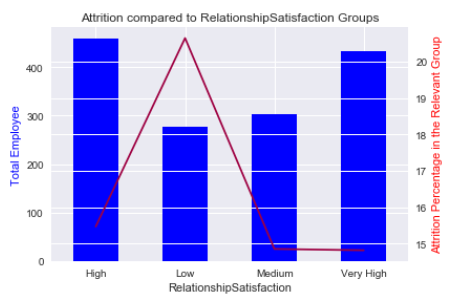 Attrition compared to RelationshipSatisfaction Groups
Total Employee
400
300
200
100
0
High
Low
Medium
Very High
RelationshipSatisfaction
20
19
18
17
16
15
Attrition Percentage in the Relevant Group